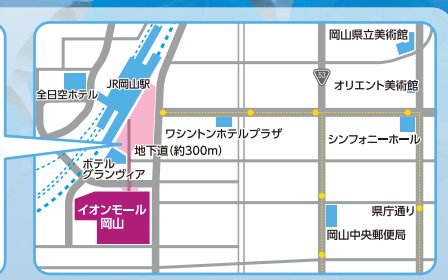 岡山県立美術館
53
オリエント美術館
JR岡山駅
全日空ホテル
ワシントンホテルプラザ
シンフォニーホール
地下道(約300m)
ホテル
グランヴィア
イオンモール
岡山
県庁通り
岡山中央郵便局